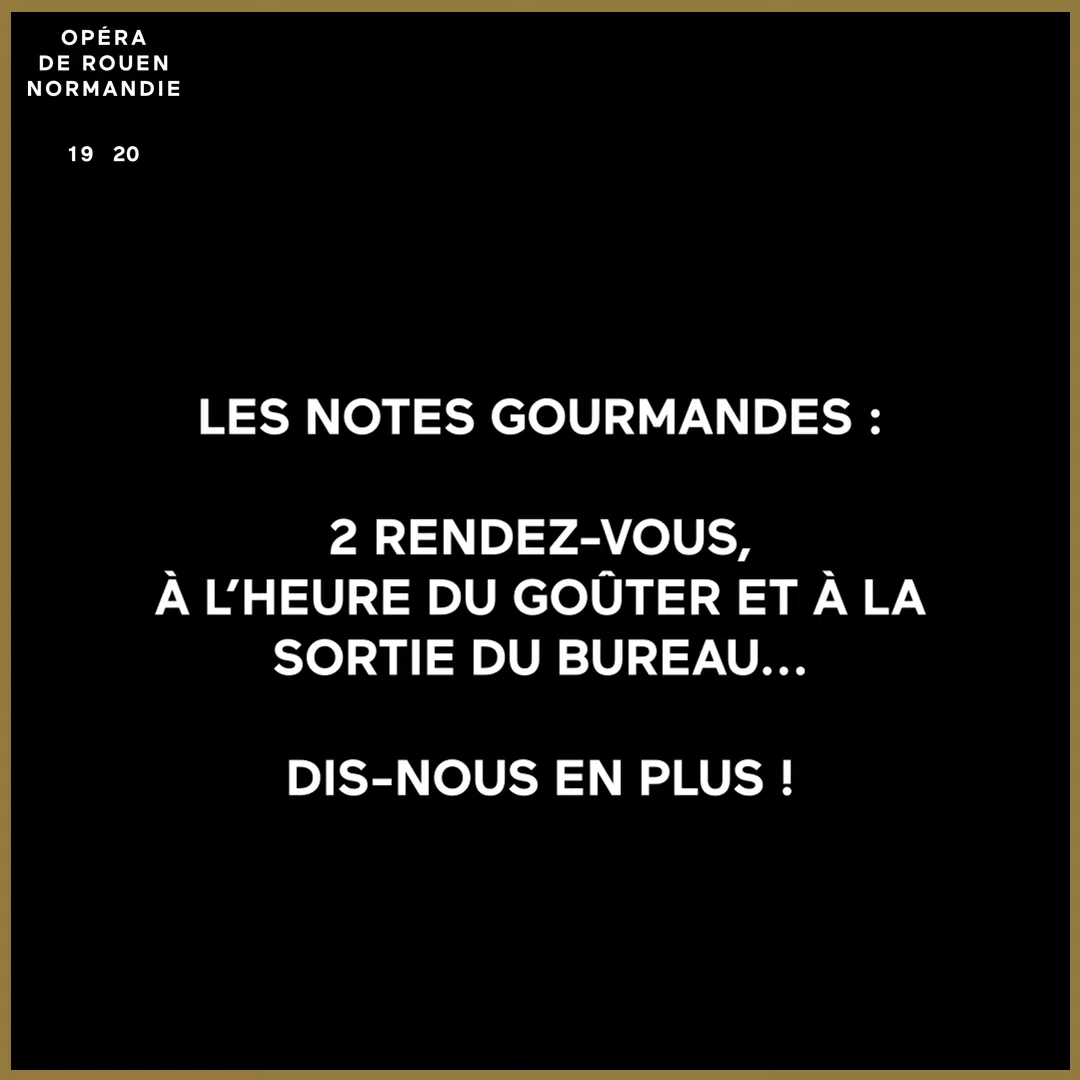 OPÉRA
DE ROUEN
NORMANDIE
19 20
LES NOTES GOURMANDES :
2 RENDEZ-VOUS,
À L’HEURE DU GOÛTER ET À LA
SORTIE DU BUREAU...
DIS-NOUS EN PLUS !